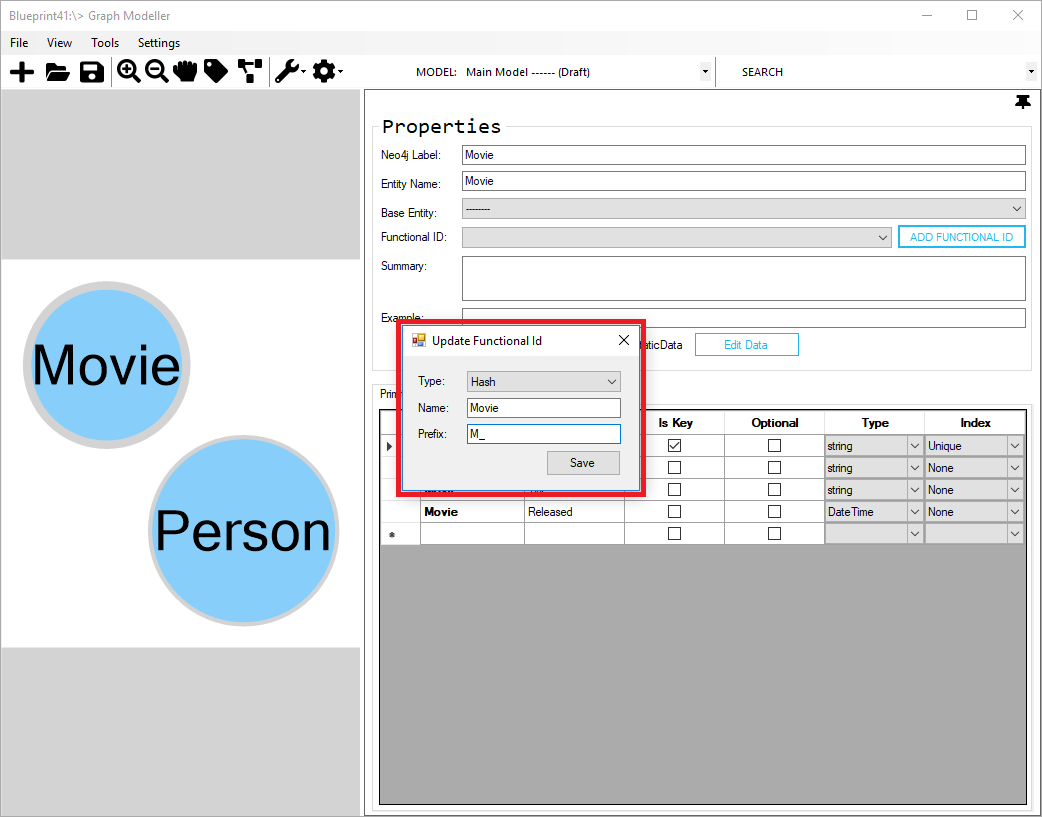 Blueprint41:\> Graph Modeller
File View Tools Settings
MODEL: Main Model ------ (Draft) SEARCH
Properties
Neo4j Label: Movie
Entity Name: Movie
Base Entity: --------
Functional ID: ADD FUNCTIONAL ID
Summary:
Example:
Edit Data
Update Functional Id
Type: Hash
Name: Movie
Prefix: M_
Save
Is Key Optional Type Index
string Unique
string None
string None
Movie Released DateTime None
Movie
Person